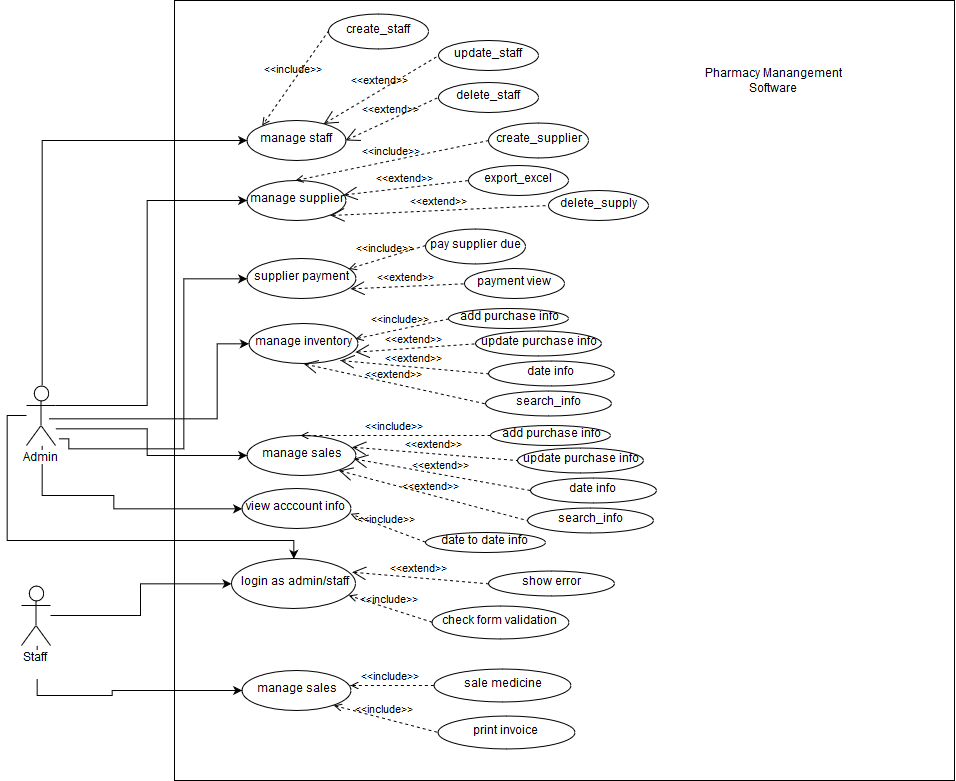 create_staff
update_staff
<<include>>
<<extend>>
Pharmacy Manangement
Software
delete_staff
<<extend>>
manage staff
create_supplier
<<include>>
export_excel
<<extend>>
manage supplier
<<extend>>
delete_supply
<<include>>
pay supplier due
supplier payment
<<extend>>
payment view
<<include>>
add purchase info
manage inventory
<<extend>>
update purchase info
<<extend>>
date info
<<extend>>
search_info
<<include>>
add purchase info
manage sales
<<extend>>
update purchase info
<<extend>>
Admin
<<extend>>
date info
view acccount info
<<include>>
search_info
date to date info
<<extend>>
login as admin/staff
show error
<<include>>
check form validation
Staff
<<include>>
manage sales
sale medicine
<<include>>
print invoice